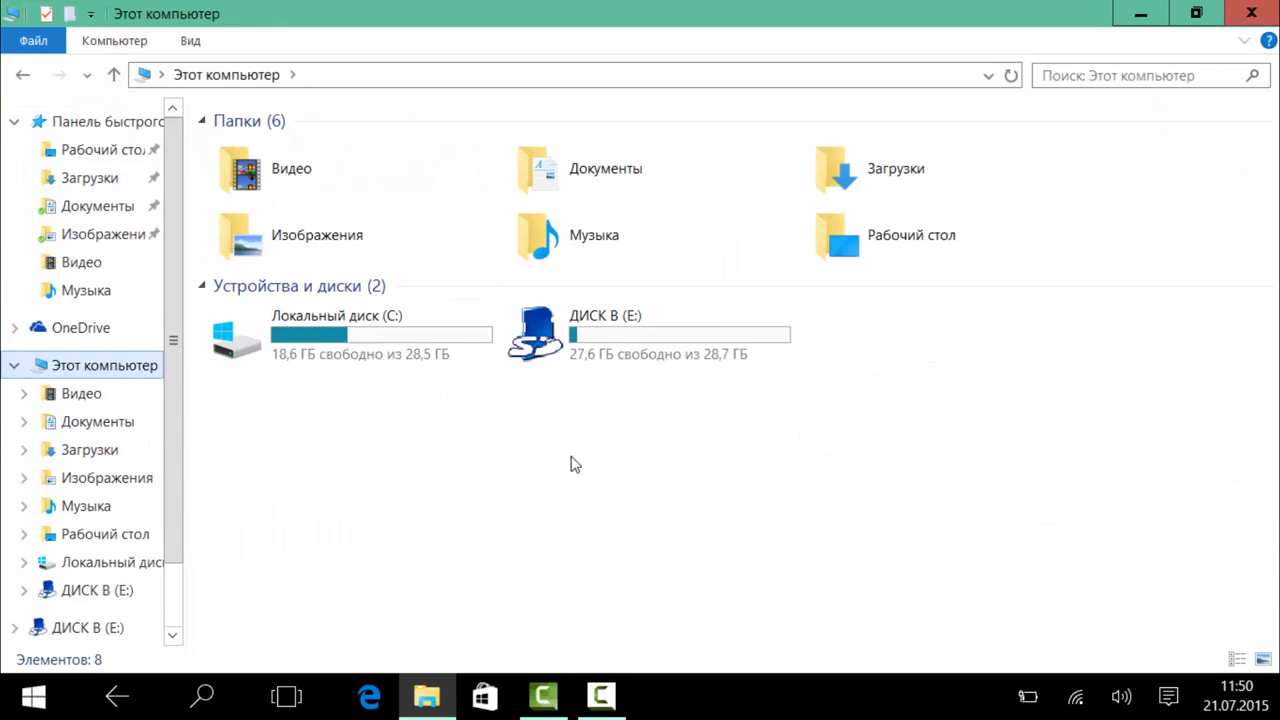 Этот компьютер
Файл
Компьютер
Вид
Этот компьютер
Поиск: Этот компьютер
Панель быстрого
Рабочий стол
Загрузки
Документы
Изображени
Видео
Музыка
OneDrive
Этот компьютер
Видео
Документы
Загрузки
Изображения
Музыка
Рабочий стол
Локальный дис
ДИСК В (E:)
ДИСК В (E:)
Папки (6)
Видео
Документы
Загрузки
Изображения
Музыка
Рабочий стол
Устройства и диски (2)
Локальный диск (C:)
18,6 ГБ свободно из 28,5 ГБ
ДИСК В (E:)
27,6 ГБ свободно из 28,7 ГБ
Элементов: 8
11:50
21.07.2015